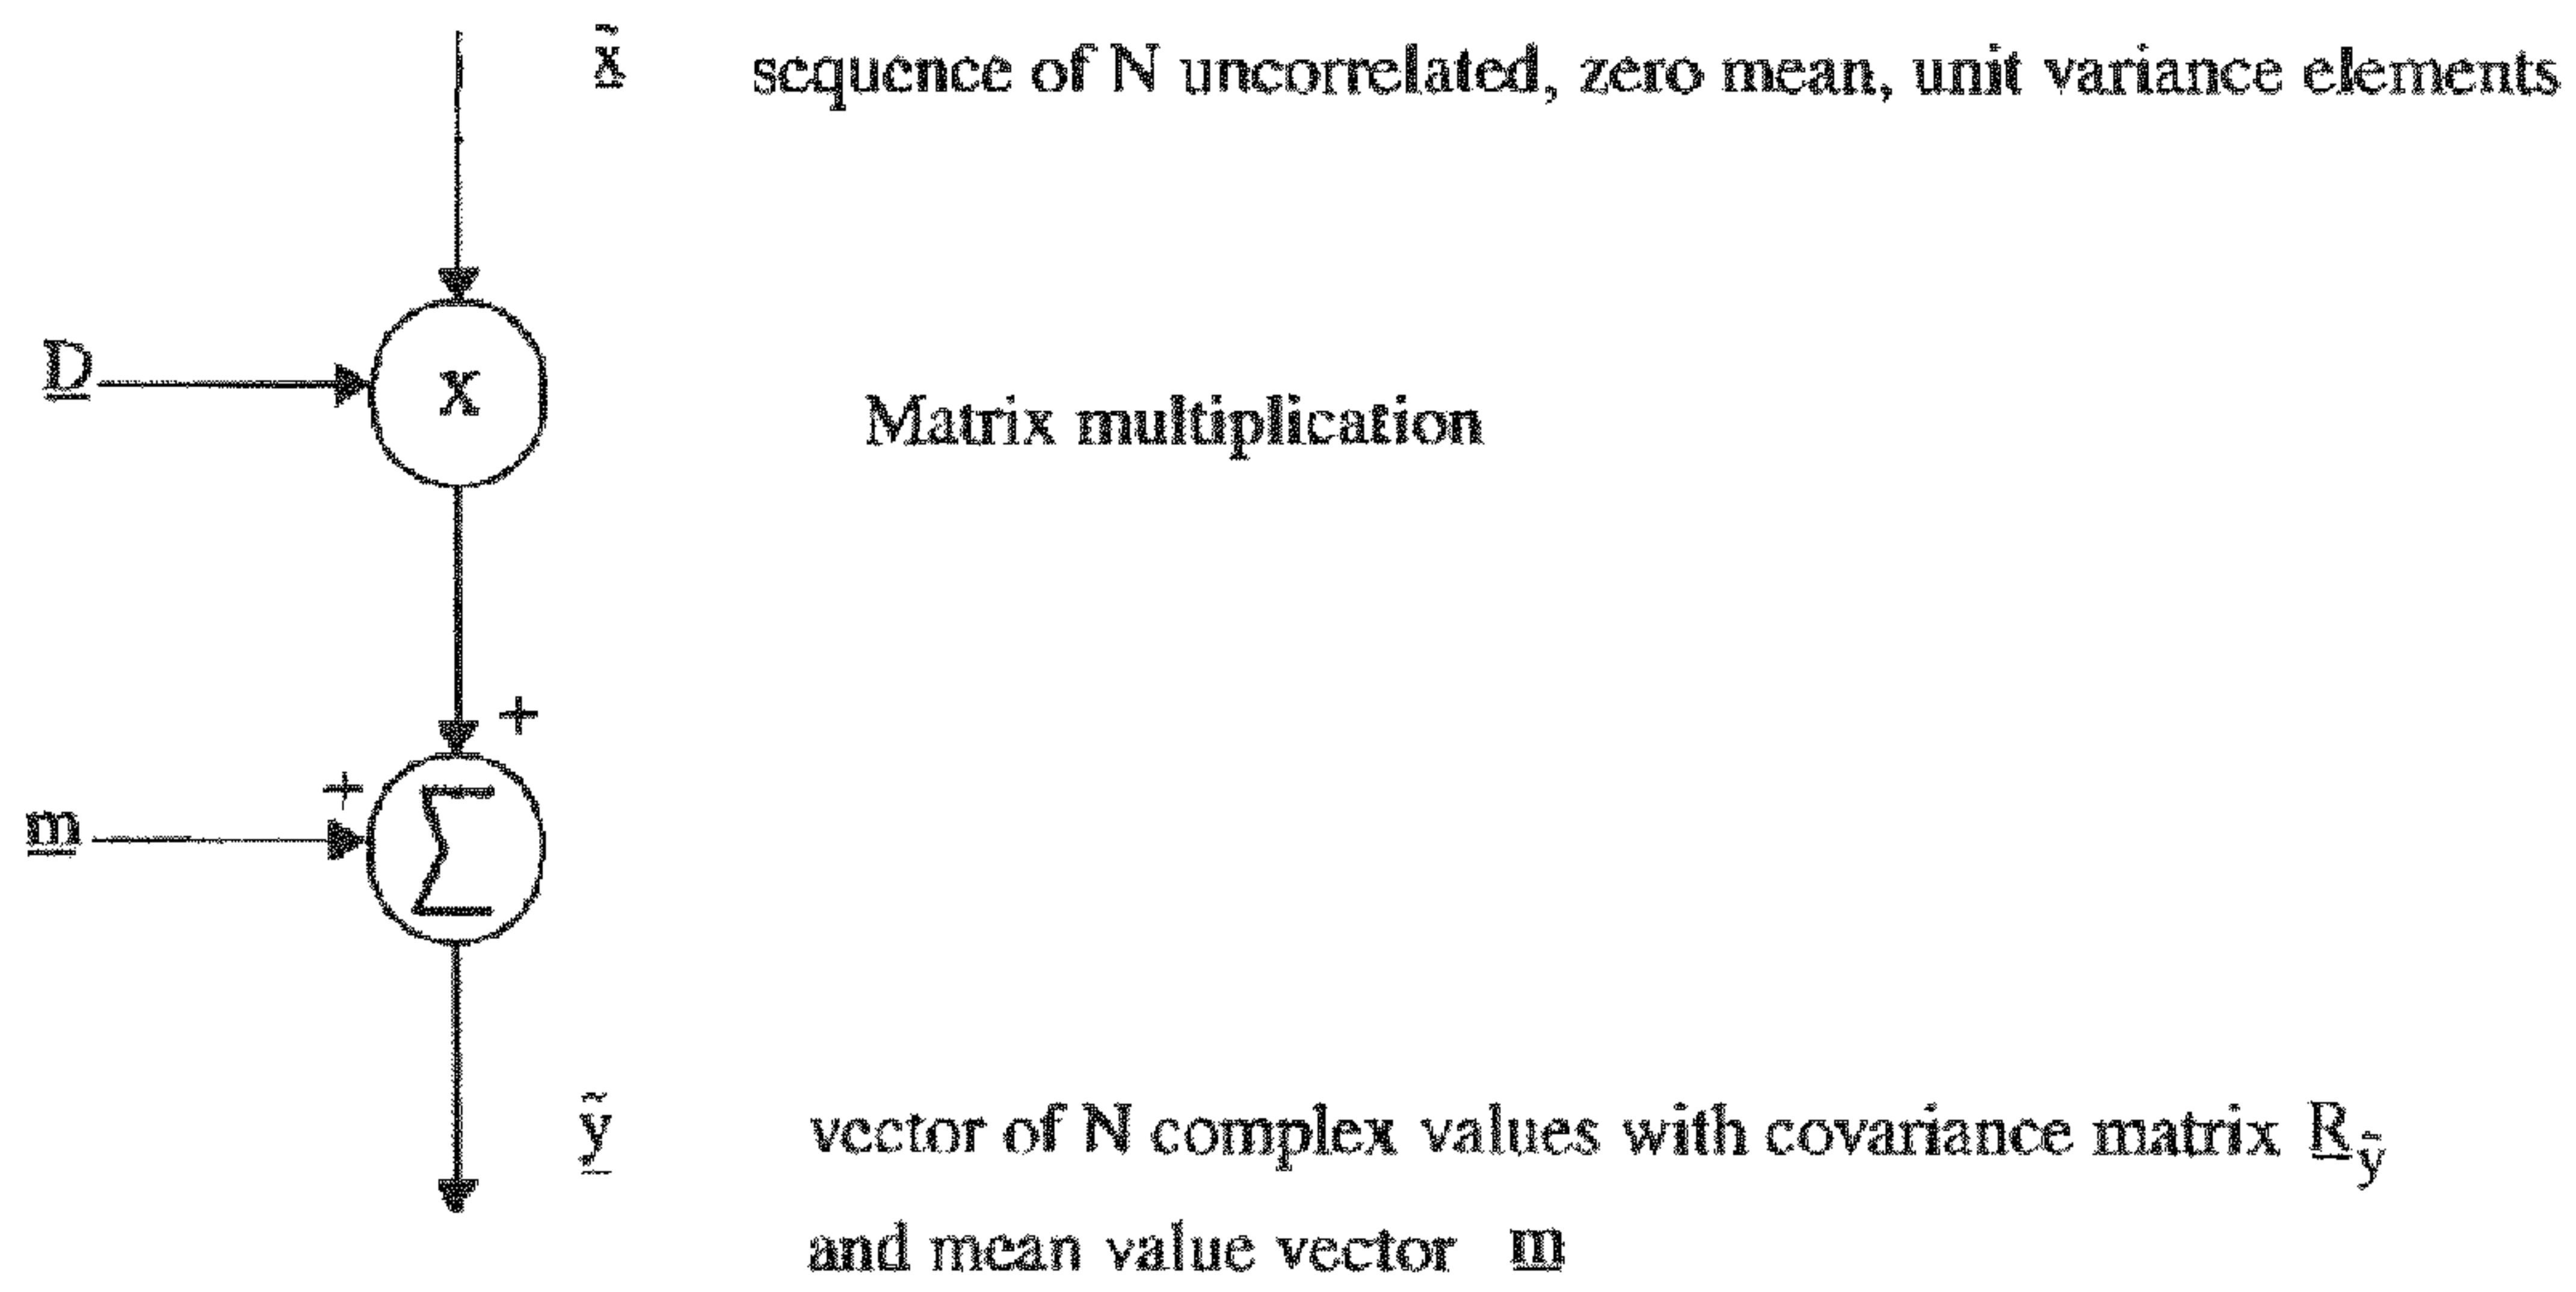 x̲̃ sequence of N uncorrelated, zero mean, unit variance elements
D̲
x
Matrix multiplication
+
+
m̲
Σ
ỹ̲ vector of N complex values with covariance matrix R̲ỹ
and mean value vector m̲